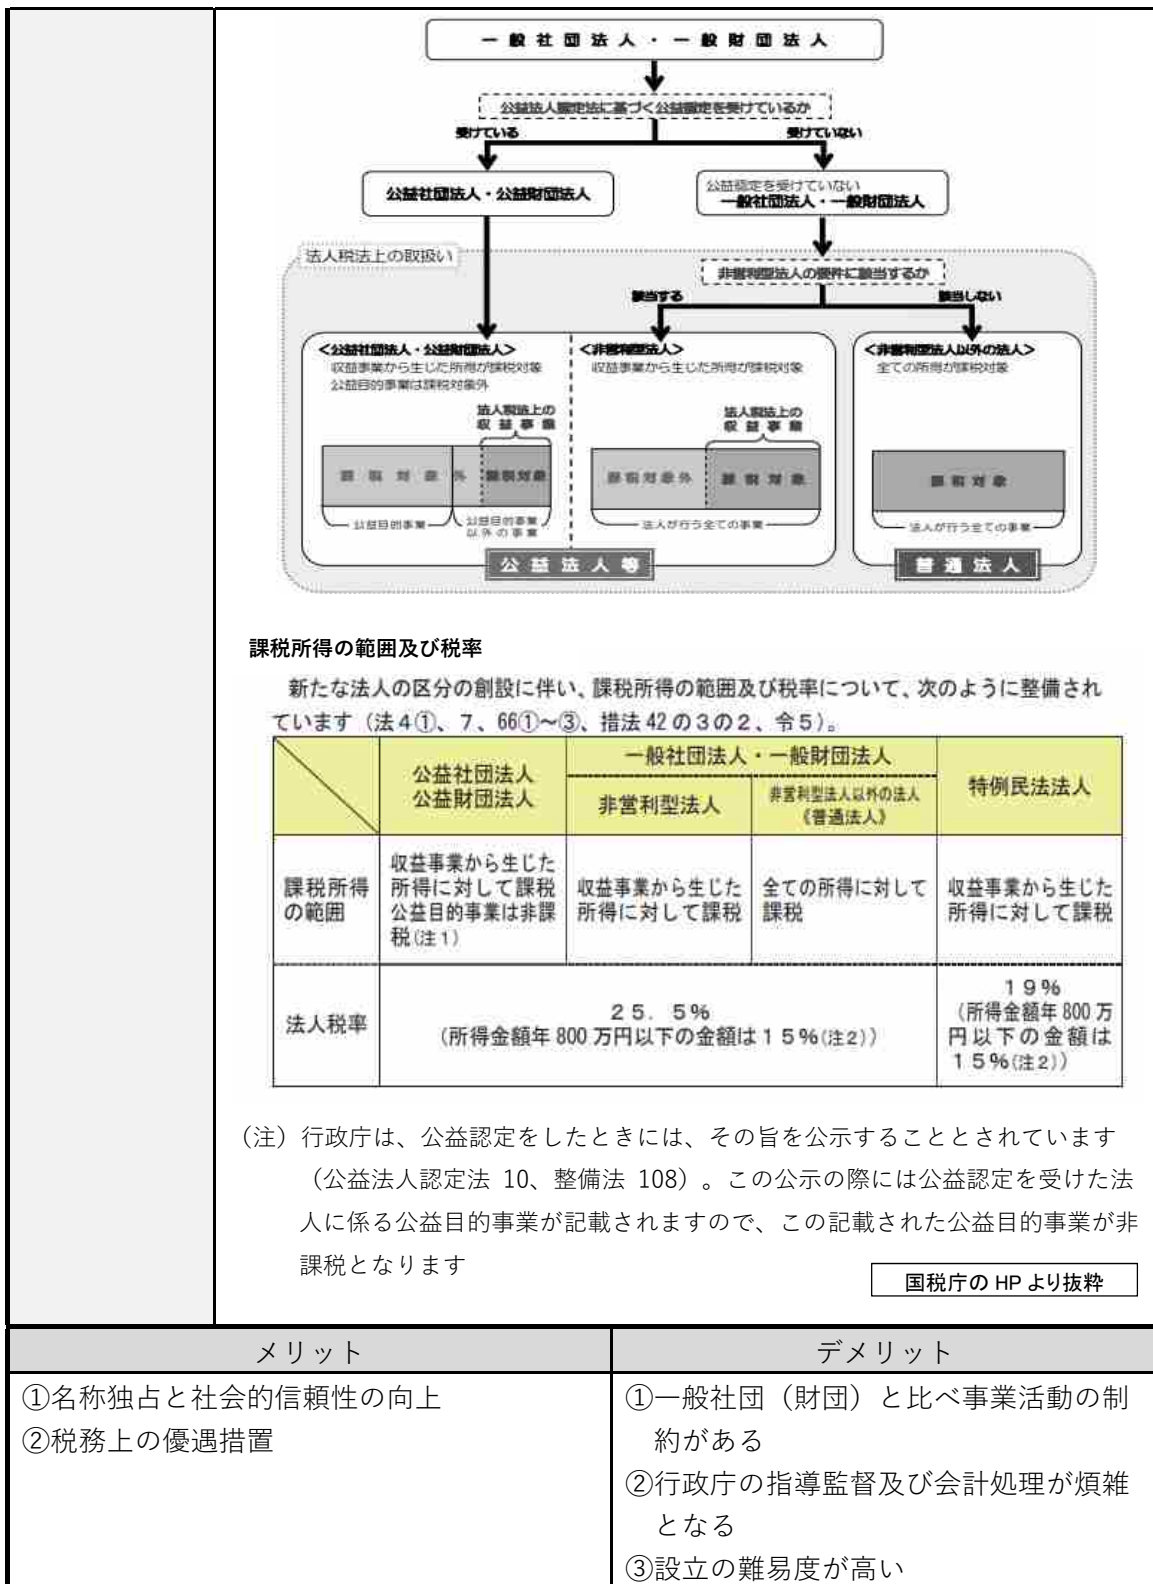 一般社団法人・一般財団法人
公益法人認定法に基づく公益認定を受けているか
受けている
受けていない
公益社団法人・公益財団法人
公益認定を受けていない
一般社団法人・一般財団法人
法人税法上の取扱い
非営利型法人の要件に該当するか
該当する
該当しない
<公益社団法人・公益財団法人>
収益事業から生じた所得が課税対象
公益目的事業は課税対象外
法人税法上の
収益事業
課税対象外
課税対象
公益目的事業
公益目的事業
以外の事業
<非営利型法人>
収益事業から生じた所得が課税対象
法人税法上の
収益事業
課税対象外
課税対象
法人が行う全ての事業
公益法人等
<非営利型法人以外の法人>
全ての所得が課税対象
課税対象
法人が行う全ての事業
普通法人
課税所得の範囲及び税率
新たな法人の区分の創設に伴い、課税所得の範囲及び税率について、次のように整備され
ています(法4①、7、66①~③、措法42の3の2、令5)。
公益社団法人
公益財団法人
一般社団法人・一般財団法人
非営利型法人
非営利型法人以外の法人
《普通法人》
特例民法法人
課税所得
の範囲
収益事業から生じた
所得に対して課税
公益目的事業は非課
税(注1)
収益事業から生じた
所得に対して課税
全ての所得に対して
課税
収益事業から生じた
所得に対して課税
法人税率
25.5%
(所得金額年800万円以下の金額は15%(注2))
19%
(所得金額年800万
円以下の金額は
15%(注2))
(注)行政庁は、公益認定をしたときには、その旨を公示することとされています
(公益法人認定法 10、整備法 108)。この公示の際には公益認定を受けた法
人に係る公益目的事業が記載されますので、この記載された公益目的事業が非
課税となります
国税庁の HP より抜粋
メリット
デメリット
①名称独占と社会的信頼性の向上
②税務上の優遇措置
①一般社団(財団)と比べ事業活動の制
約がある
②行政庁の指導監督及び会計処理が煩雑
となる
③設立の難易度が高い